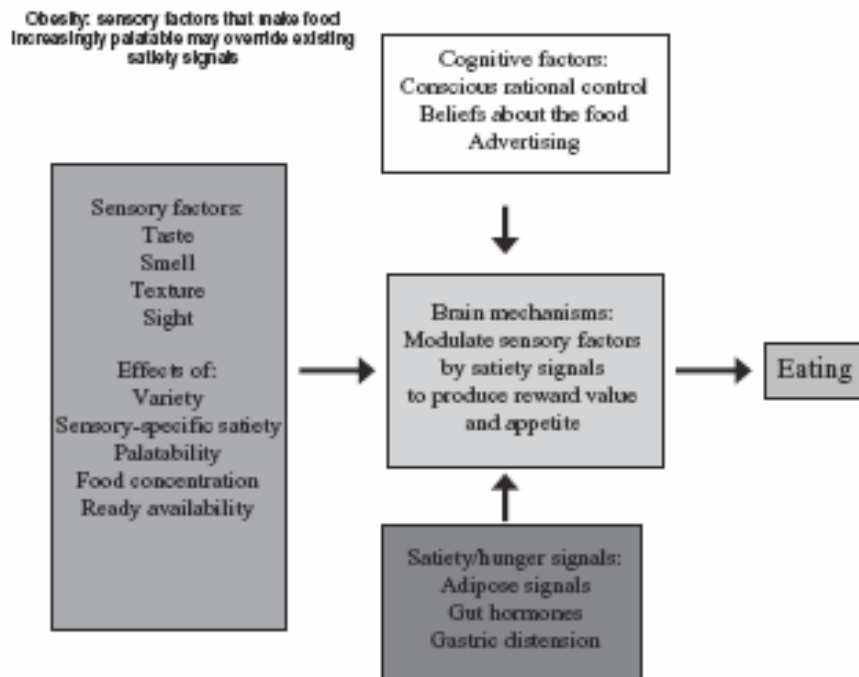 Obesity: sensory factors that make food
increasingly palatable may override existing
satiety signals
Cognitive factors:
Conscious rational control
Beliefs about the food
Advertising
Sensory factors:
Taste
Smell
Texture
Sight
Effects of:
Variety
Sensory-specific satiety
Palatability
Food concentration
Ready availability
Brain mechanisms:
Modulate sensory factors
by satiety signals
to produce reward value
and appetite
Eating
Satiety/hunger signals:
Adipose signals
Gut hormones
Gastric distension